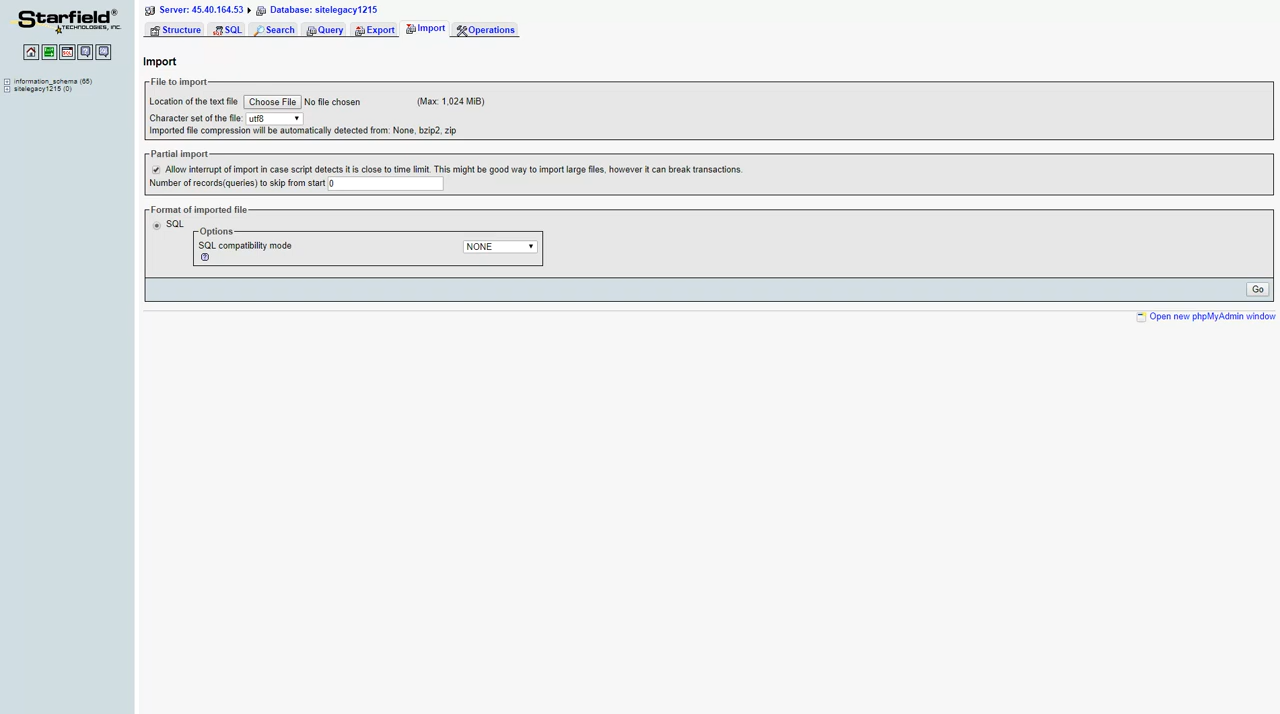 Starfield®
TECHNOLOGIES, INC.
information_schema (65)
sitelegacy1215 (0)
Server: 45.40.164.53 Database: sitelegacy1215
Structure SQL Search Query Export Import Operations
Import
File to import
Location of the text file Choose File No file chosen (Max: 1,024 MiB)
Character set of the file: utf8
Imported file compression will be automatically detected from: None, bzip2, zip
Partial import
Allow interrupt of import in case script detects it is close to time limit. This might be good way to import large files, however it can break transactions.
Number of records(queries) to skip from start 0
Format of imported file
SQL
Options
SQL compatibility mode NONE
Go
Open new phpMyAdmin window